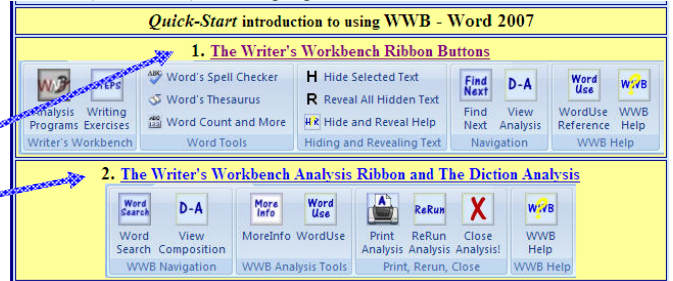 Quick-Start introduction to using WWB - Word 2007
1. The Writer's Workbench Ribbon Buttons
WWB STEPS ABC Word's Spell Checker H Hide Selected Text Find Next D-A Word Use WWB
Word's Thesaurus R Reveal All Hidden Text
Analysis Programs Writing Exercises ABC 123 Word Count and More H R Hide and Reveal Help Find Next View Analysis WordUse Reference WWB Help
Writer's Workbench Word Tools Hiding and Revealing Text Navigation WWB Help
2. The Writer's Workbench Analysis Ribbon and The Diction Analysis
Word Search D-A More Info Word Use A ReRun X WWB
Word Search View Composition MoreInfo WordUse Print Analysis ReRun Analysis Close Analysis! WWB Help
WWB Navigation WWB Analysis Tools Print, Rerun, Close WWB Help